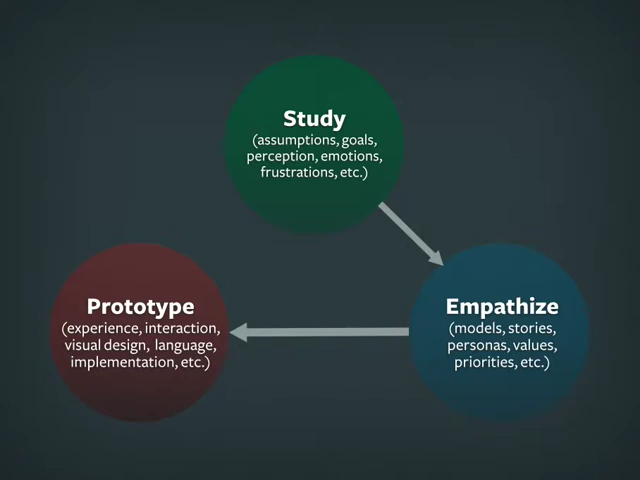 Study
(assumptions, goals,
perception, emotions,
frustrations, etc.)
Prototype
(experience, interaction,
visual design, language,
implementation, etc.)
Empathize
(models, stories,
personas, values,
priorities, etc.)